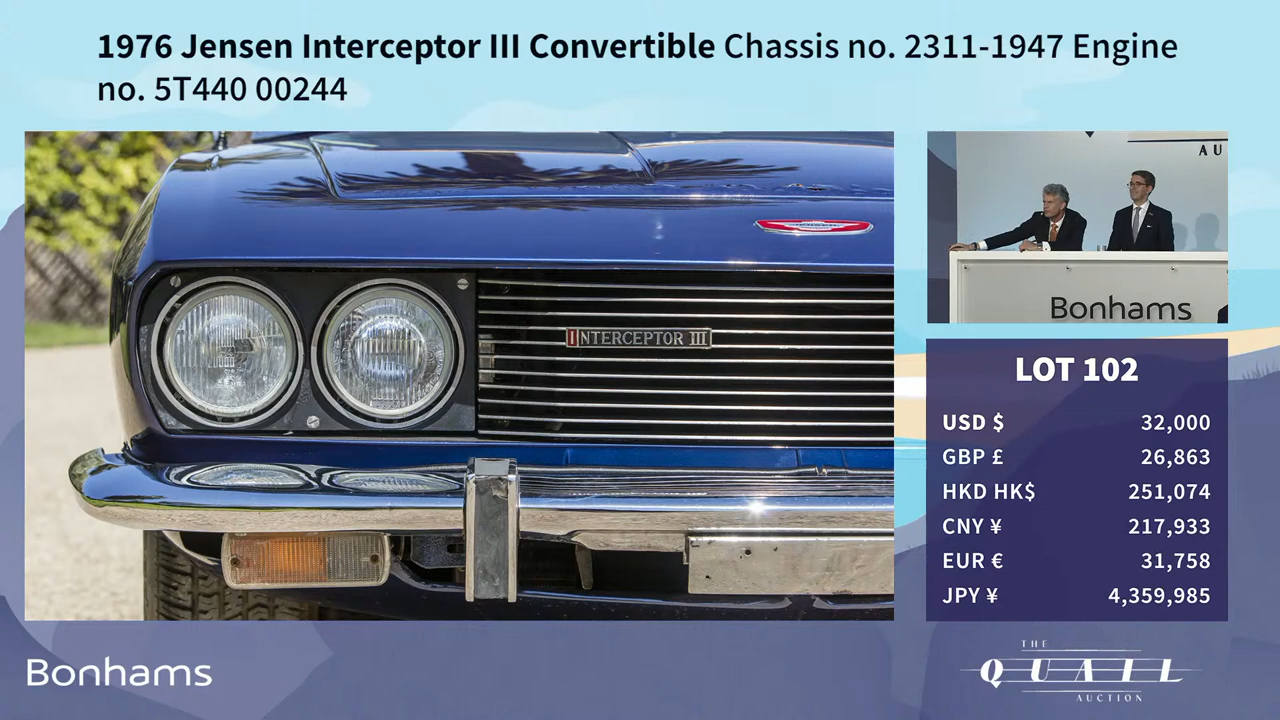 1976 Jensen Interceptor III Convertible Chassis no. 2311-1947 Engine
no. 5T440 00244
INTERCEPTOR III
AU
Bonhams
LOT 102
USD $ 32,000
GBP £ 26,863
HKD HK$ 251,074
CNY ¥ 217,933
EUR € 31,758
JPY ¥ 4,359,985
Bonhams
THE
QUAIL
AUCTION